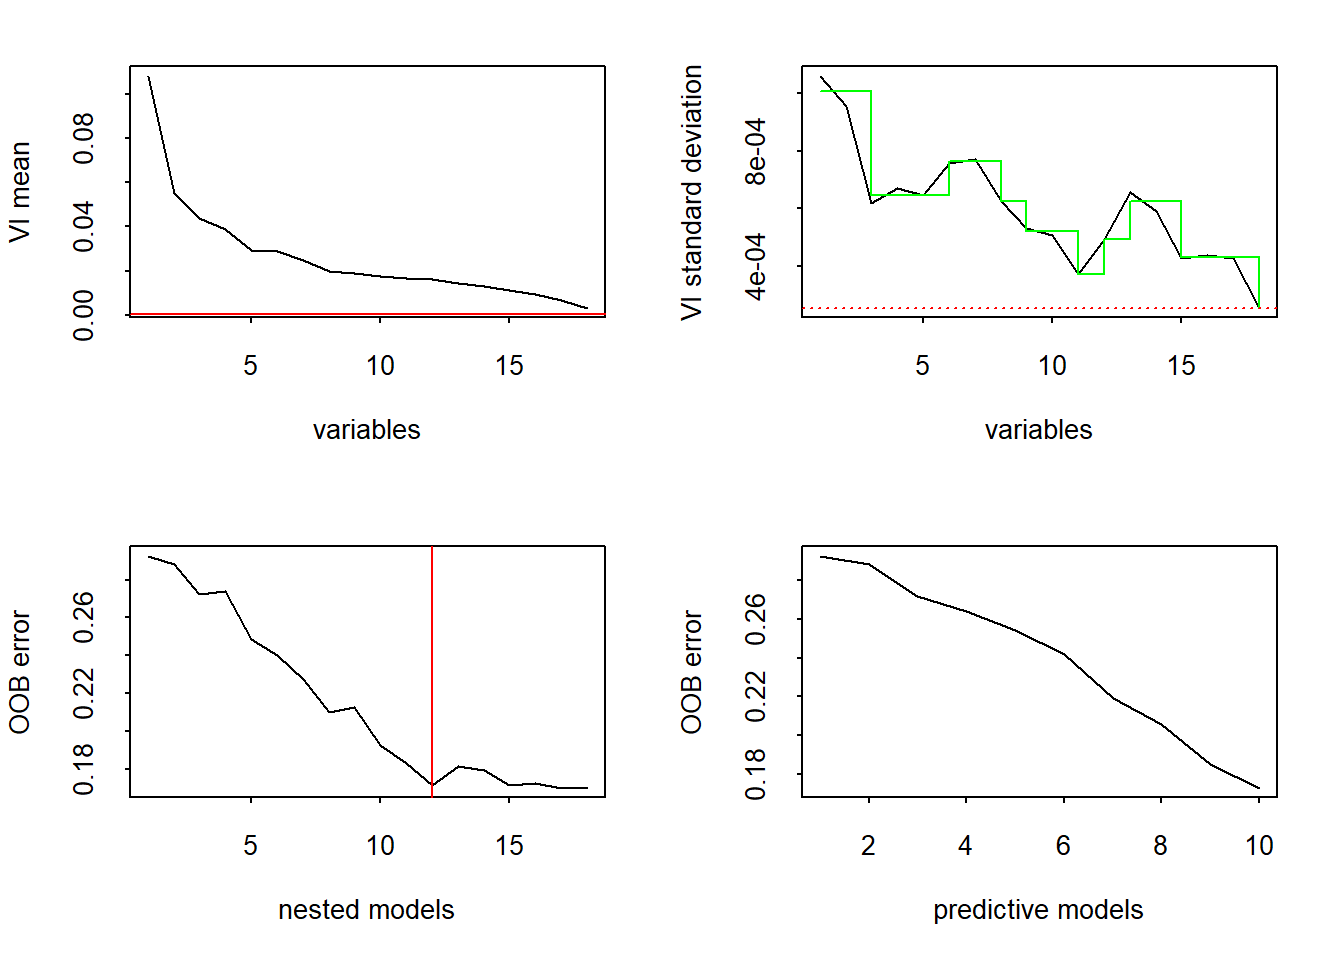 VI mean
0.00 0.04 0.08
5 10 15
variables
VI standard deviation
4e-04 8e-04
5 10 15
variables
OOB error
0.18 0.22 0.26
5 10 15
nested models
OOB error
0.18 0.22 0.26
2 4 6 8 10
predictive models